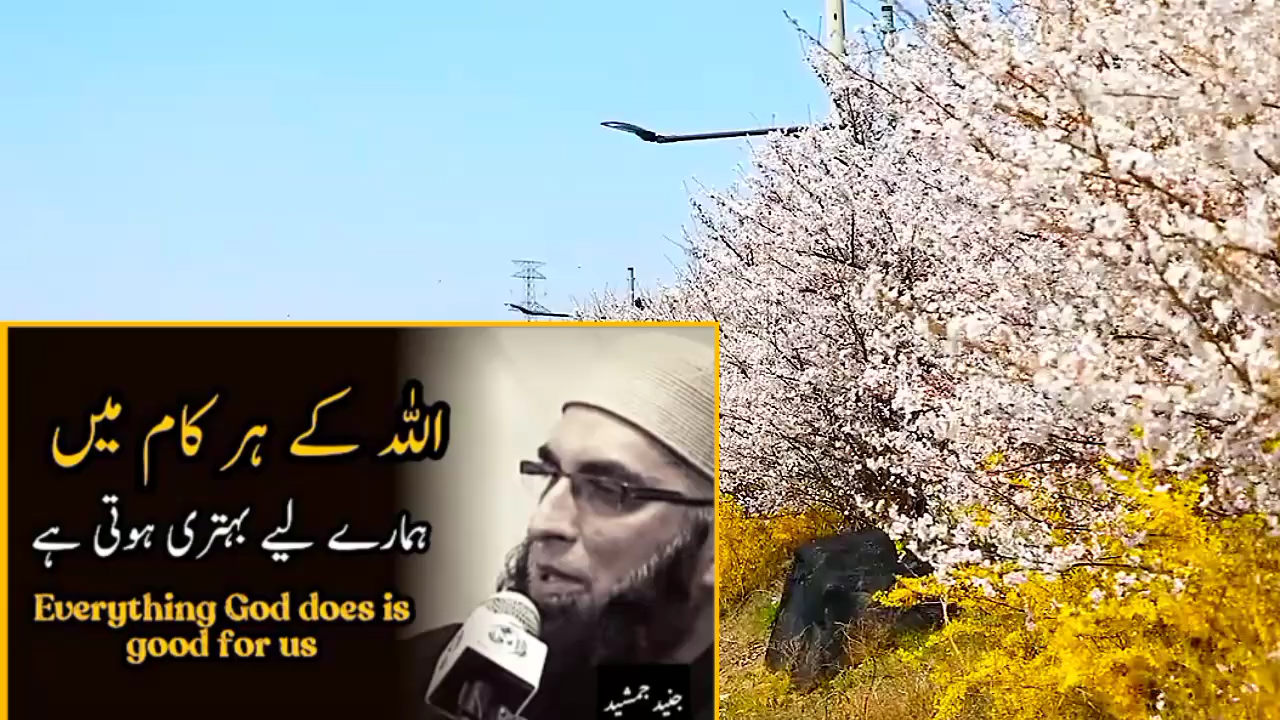 اللہ کے ہر کام میں
ہمارے لیے بہتری ہوتی ہے
Everything God does is
good for us
جنید جمشید